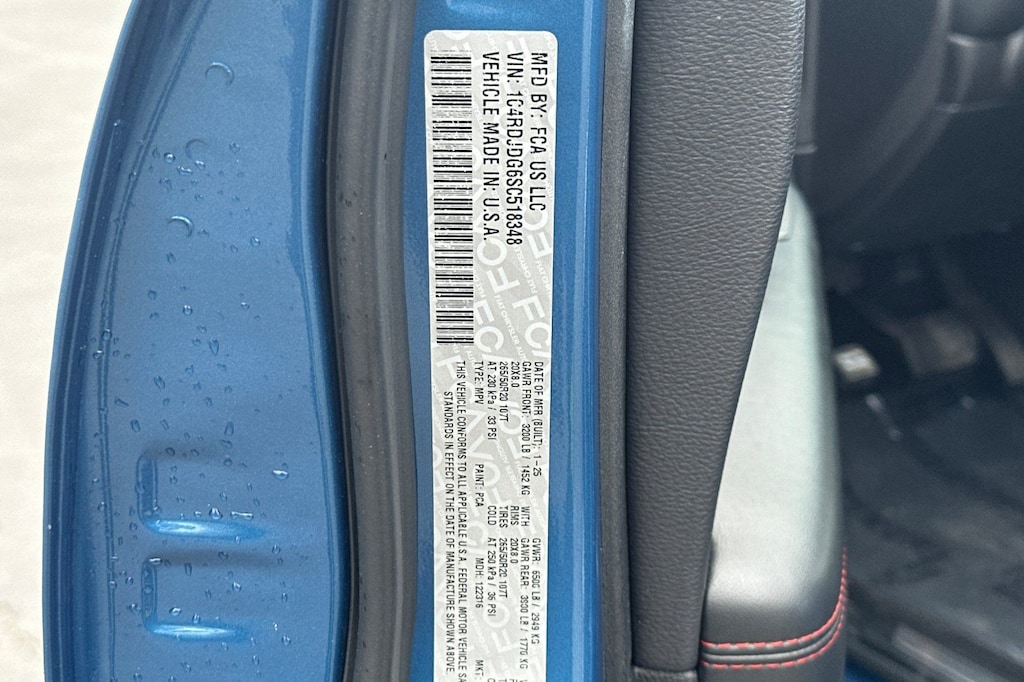 MFD BY: FCA US LLC
VIN: 1C4RDJDG6SC518348
VEHICLE MADE IN: U.S.A.
DATE OF MFR (BUILT): 1-25 GVWR: 6500 LB / 2949 KG
GAWR FRONT: 3200 LB / 1452 KG WITH GAWR REAR: 3900 LB / 1770 KG
20X8.0 RIMS 20X8.0
265/50R20 107T TIRES 265/50R20 107T
AT 230 kPa / 33 PSI COLD AT 250 kPa / 36 PSI
TYPE: MPV PAINT: PCA MDH: 122316 MKT:
THIS VEHICLE CONFORMS TO ALL APPLICABLE U.S.A. FEDERAL MOTOR VEHICLE
STANDARDS IN EFFECT ON THE DATE OF MANUFACTURE SHOWN ABOVE.